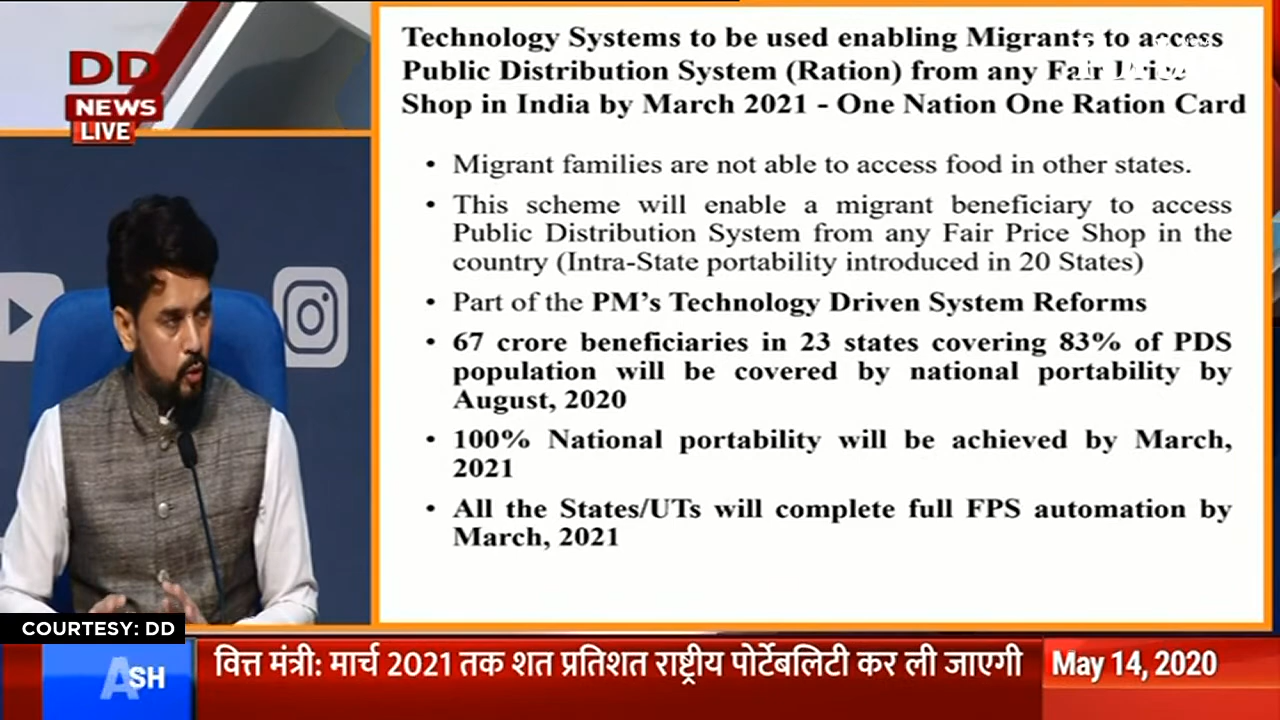 DD
NEWS
LIVE
Technology Systems to be used enabling Migrants to access
Public Distribution System (Ration) from any Fair Price
Shop in India by March 2021 - One Nation One Ration Card
• Migrant families are not able to access food in other states.
• This scheme will enable a migrant beneficiary to access
Public Distribution System from any Fair Price Shop in the
country (Intra-State portability introduced in 20 States)
• Part of the PM's Technology Driven System Reforms
• 67 crore beneficiaries in 23 states covering 83% of PDS
population will be covered by national portability by
August, 2020
• 100% National portability will be achieved by March,
2021
• All the States/UTs will complete full FPS automation by
March, 2021
COURTESY: DD
ASH
वित्त मंत्री: मार्च 2021 तक शत प्रतिशत राष्ट्रीय पोर्टेबलिटी कर ली जाएगी
May 14, 2020